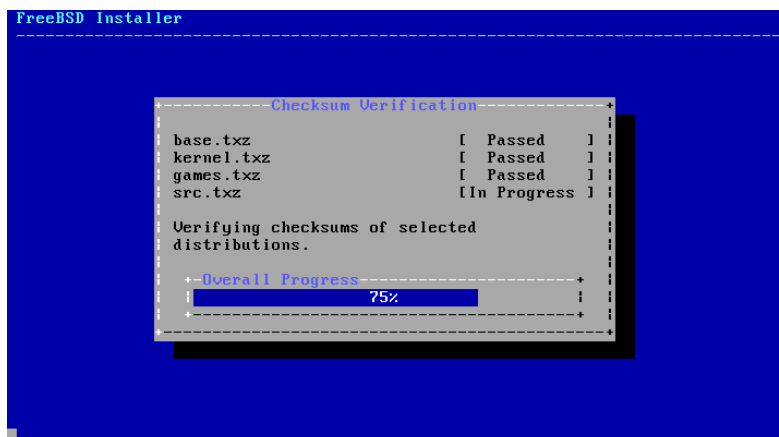 FreeBSD Installer
Checksum Verification
base.txz [ Passed ]
kernel.txz [ Passed ]
games.txz [ Passed ]
src.txz [In Progress ]
Verifying checksums of selected
distributions.
Overall Progress
75%